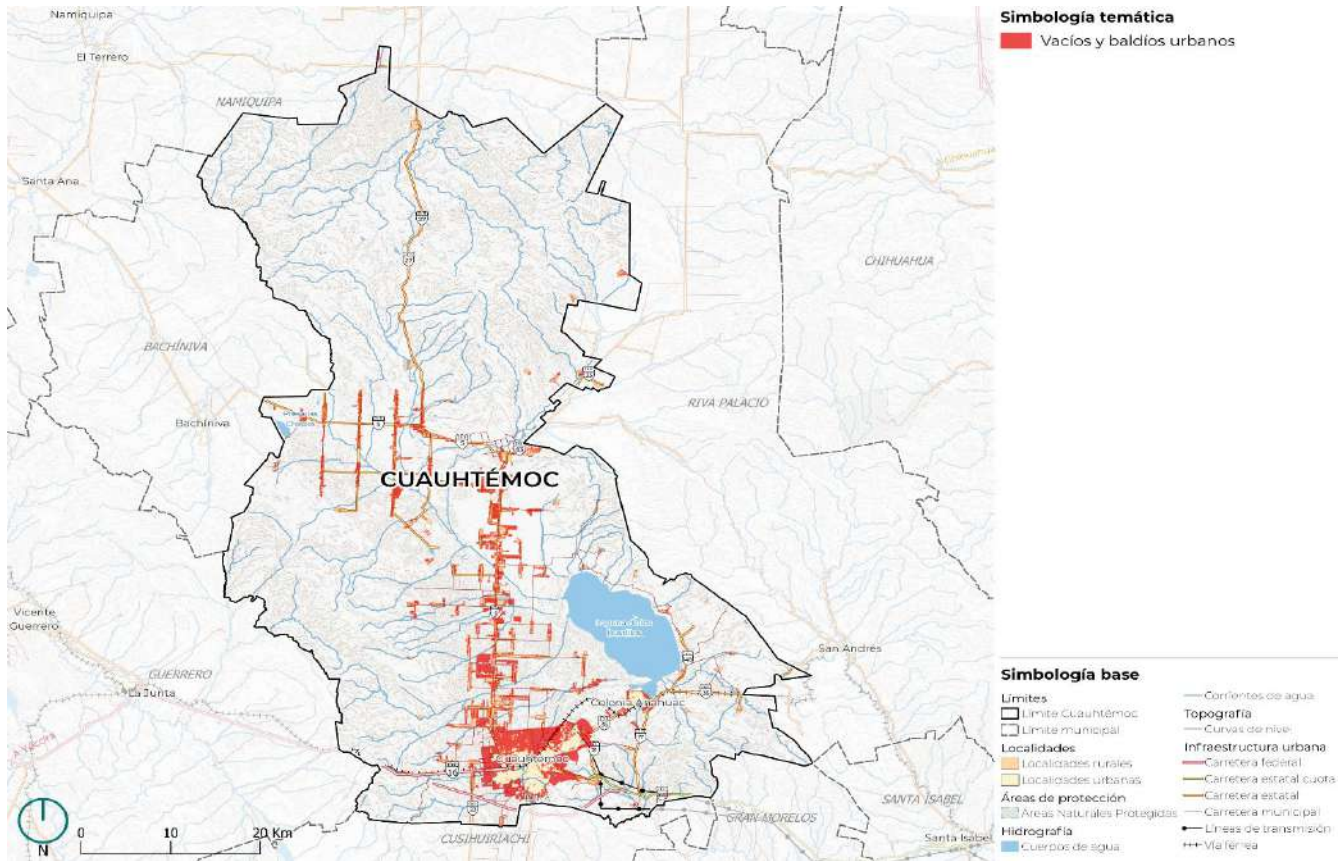 Namiquipa
El Terrero
NAMIQUIPA
Santa Ana
A Chihuahua
CHIHUAHUA
BACHÍNIVA
Bachíniva
RIVA PALACIO
CUAUHTÉMOC
Vicente
Guerrero
GUERRERO
La Junta
San Andrés
Colonia Anáhuac
Cuauhtémoc
SANTA ISABEL
GRAN MORELOS
CUSIHUIRIACHI
Santa Isabel
N
0 10 20 Km
Simbología temática
Vacíos y baldíos urbanos
Simbología base
Límites
Límite Cuauhtémoc
Límite municipal
Localidades
Localidades rurales
Localidades urbanas
Áreas de protección
Áreas Naturales Protegidas
Hidrografía
Cuerpos de agua
Corrientes de agua
Topografía
Curvas de nivel
Infraestructura urbana
Carretera federal
Carretera estatal cuota
Carretera estatal
Carretera municipal
Líneas de transmisión
Vía férrea